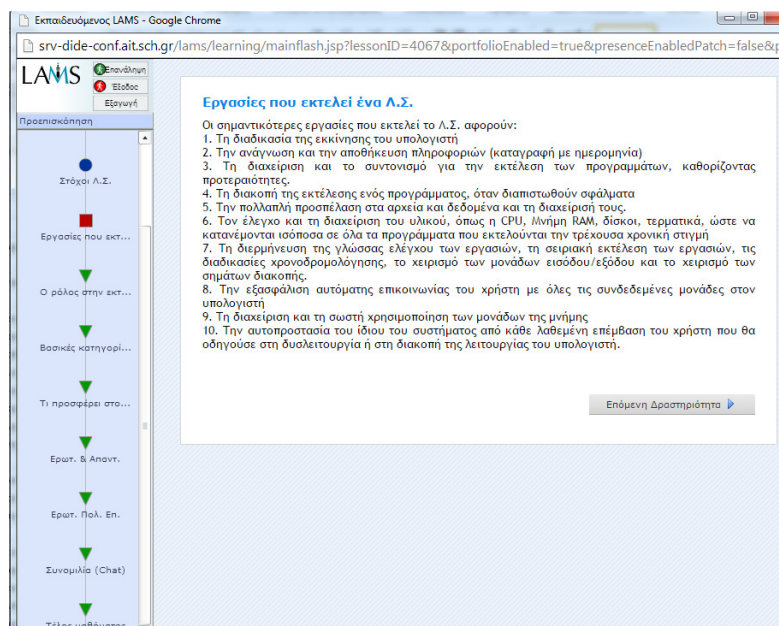 Εκπαιδευόμενος LAMS - Google Chrome
srv-dide-conf.ait.sch.gr/lams/learning/mainflash.jsp?lessonID=4067&portfolioEnabled=true&presenceEnabledPatch=false&p
LAMS
Επανάληψη
Έξοδος
Εξαγωγή
Προεπισκόπηση
Στόχοι Λ.Σ.
Εργασίες που εκτ...
Ο ρόλος στην εκτ...
Βασικές κατηγορί...
Τι προσφέρει στο...
Ερωτ. & Απαντ.
Ερωτ. Πολ. Επ.
Συνομιλία (Chat)
Τέλος μαθήματος
Εργασίες που εκτελεί ένα Λ.Σ.
Οι σημαντικότερες εργασίες που εκτελεί το Λ.Σ. αφορούν:
1. Τη διαδικασία της εκκίνησης του υπολογιστή
2. Την ανάγνωση και την αποθήκευση πληροφοριών (καταγραφή με ημερομηνία)
3. Τη διαχείριση και το συντονισμό για την εκτέλεση των προγραμμάτων, καθορίζοντας
προτεραιότητες.
4. Τη διακοπή της εκτέλεσης ενός προγράμματος, όταν διαπιστωθούν σφάλματα
5. Τον πολλαπλή προσπέλαση στα αρχεία και δεδομένα και τη διαχείρισή τους.
6. Τον έλεγχο και τη διαχείριση του υλικού, όπως η CPU, Μνήμη RAM, δίσκοι, τερματικά, ώστε να
κατανέμονται ισόποσα σε όλα τα προγράμματα που εκτελούνται την τρέχουσα χρονική στιγμή
7. Τη διερμήνευση της γλώσσας ελέγχου των εργασιών, τη σειριακή εκτέλεση των εργασιών, τις
διαδικασίες χρονοδρομολόγησης, το χειρισμό των μονάδων εισόδου/εξόδου και το χειρισμό των
σημάτων διακοπής.
8. Την εξασφάλιση αυτόματης επικοινωνίας του χρήστη με όλες τις συνδεδεμένες μονάδες στον
υπολογιστή
9. Τη διαχείριση και τη σωστή χρησιμοποίηση των μονάδων της μνήμης
10. Την αυτοπροστασία του ίδιου του συστήματος από κάθε λαθεμένη επέμβαση του χρήστη που θα
οδηγούσε στη δυσλειτουργία ή στη διακοπή της λειτουργίας του υπολογιστή.
Επόμενη Δραστηριότητα